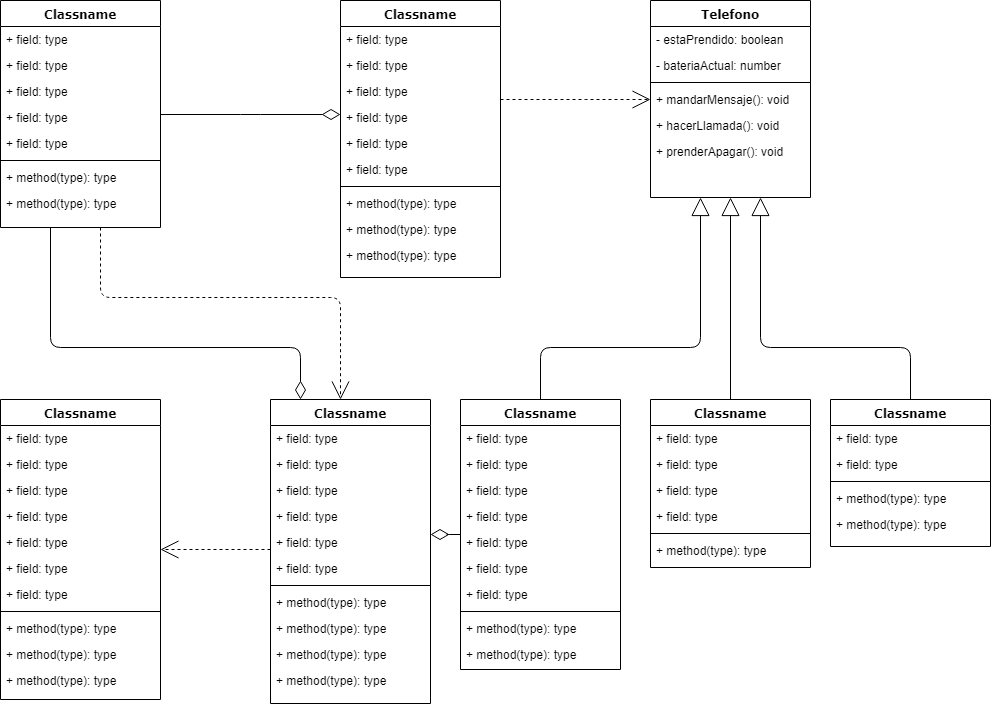 Classname
+ field: type
+ field: type
+ field: type
+ field: type
+ field: type
+ method(type): type
+ method(type): type
Classname
+ field: type
+ field: type
+ field: type
+ field: type
+ field: type
+ field: type
+ method(type): type
+ method(type): type
+ method(type): type
Telefono
- estaPrendido: boolean
- bateriaActual: number
+ mandarMensaje(): void
+ hacerLlamada(): void
+ prenderApagar(): void
Classname
+ field: type
+ field: type
+ field: type
+ field: type
+ field: type
+ field: type
+ field: type
+ method(type): type
+ method(type): type
+ method(type): type
Classname
+ field: type
+ field: type
+ field: type
+ field: type
+ field: type
+ field: type
+ method(type): type
+ method(type): type
+ method(type): type
+ method(type): type
Classname
+ field: type
+ field: type
+ field: type
+ field: type
+ field: type
+ field: type
+ field: type
+ method(type): type
+ method(type): type
Classname
+ field: type
+ field: type
+ field: type
+ field: type
+ method(type): type
Classname
+ field: type
+ field: type
+ method(type): type
+ method(type): type